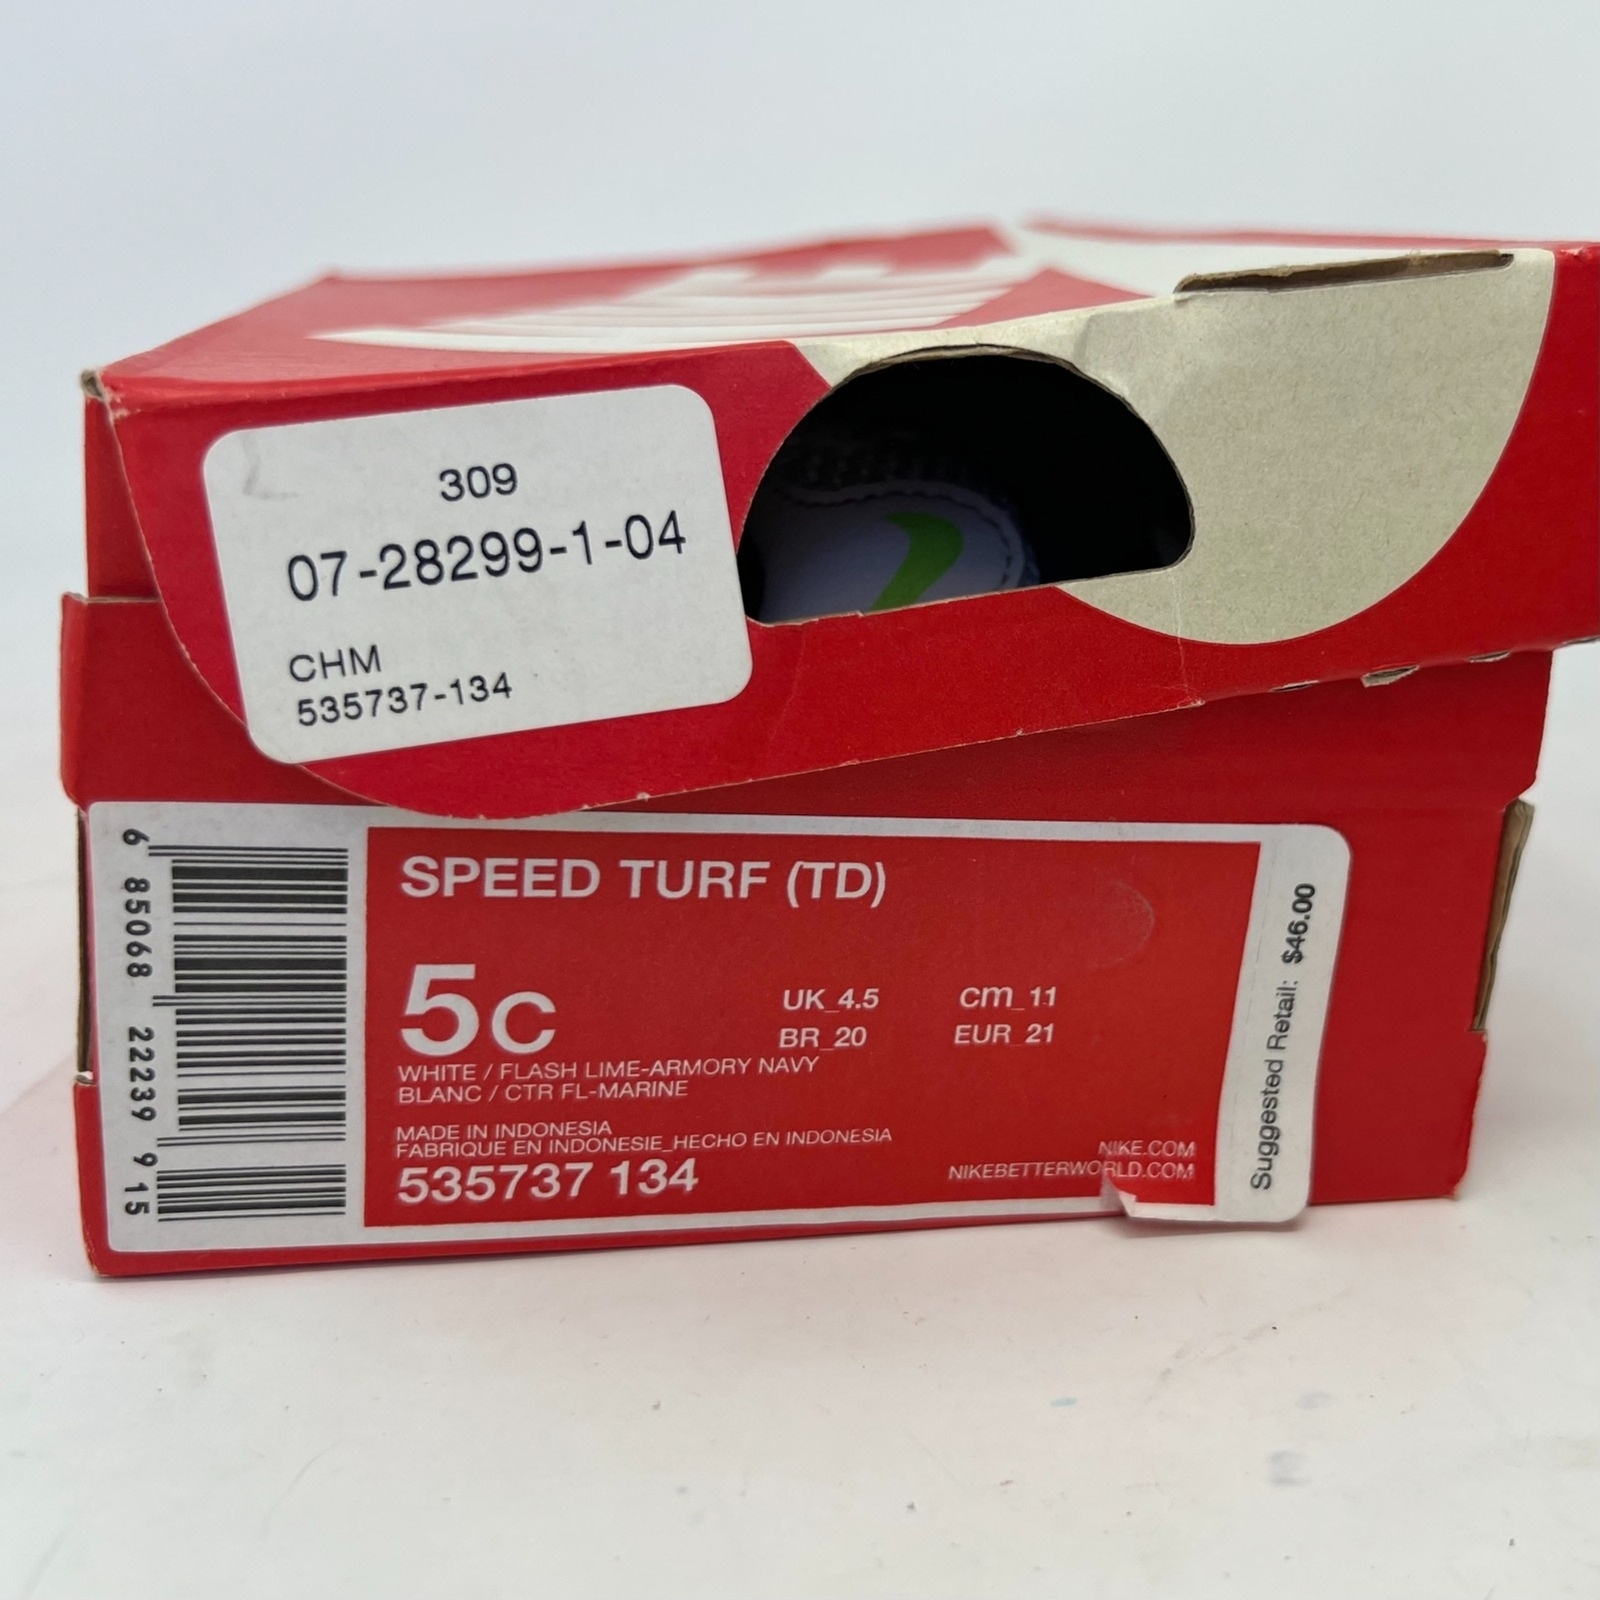 309
07-28299-1-04
CHM
535737-134
6 85068 22239 9 15
SPEED TURF (TD)
5C
UK_4.5 cm_11
BR_20 EUR_21
WHITE / FLASH LIME-ARMORY NAVY
BLANC / CTR FL-MARINE
MADE IN INDONESIA
FABRIQUE EN INDONESIE_HECHO EN INDONESIA
535737 134
NIKE.COM
NIKEBETTERWORLD.COM
Suggested Retail: $46.00